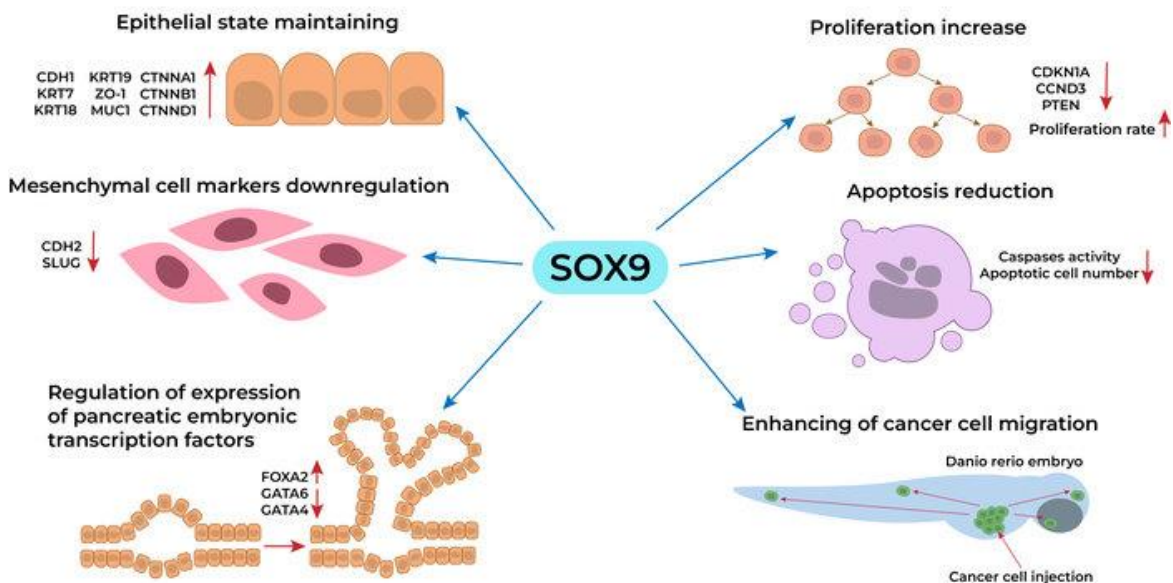 Epithelial state maintaining
CDH1 KRT19 CTNNA1
KRT7 ZO-1 CTNNB1
KRT18 MUC1 CTNND1
Proliferation increase
CDKN1A
CCND3
PTEN
Proliferation rate
Mesenchymal cell markers downregulation
CDH2
SLUG
SOX9
Apoptosis reduction
Caspases activity
Apoptotic cell number
Regulation of expression
of pancreatic embryonic
transcription factors
FOXA2
GATA6
GATA4
Enhancing of cancer cell migration
Danio rerio embryo
Cancer cell injection